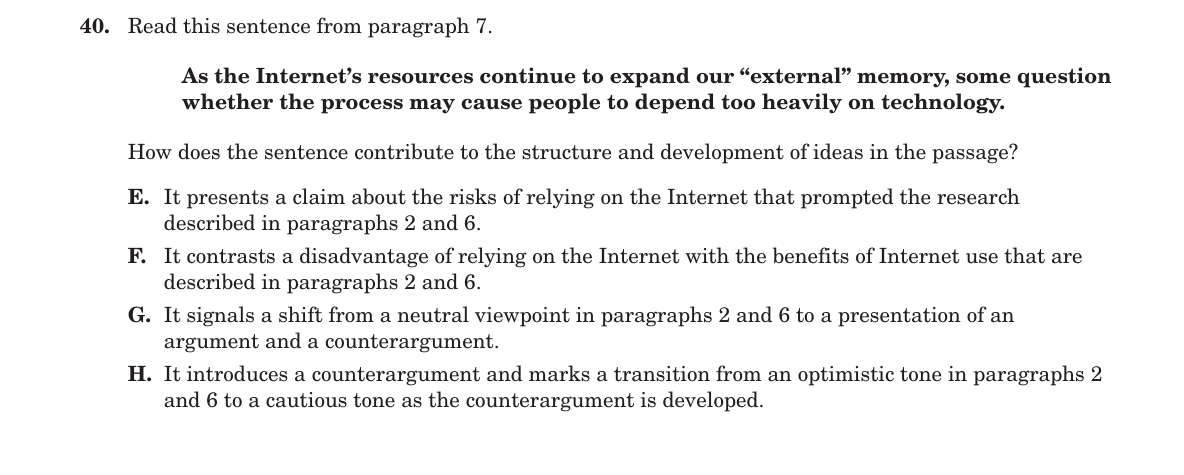 40. Read this sentence from paragraph 7.
As the Internet’s resources continue to expand our “external” memory, some question
whether the process may cause people to depend too heavily on technology.
How does the sentence contribute to the structure and development of ideas in the passage?
E. It presents a claim about the risks of relying on the Internet that prompted the research
described in paragraphs 2 and 6.
F. It contrasts a disadvantage of relying on the Internet with the benefits of Internet use that are
described in paragraphs 2 and 6.
G. It signals a shift from a neutral viewpoint in paragraphs 2 and 6 to a presentation of an
argument and a counterargument.
H. It introduces a counterargument and marks a transition from an optimistic tone in paragraphs 2
and 6 to a cautious tone as the counterargument is developed.